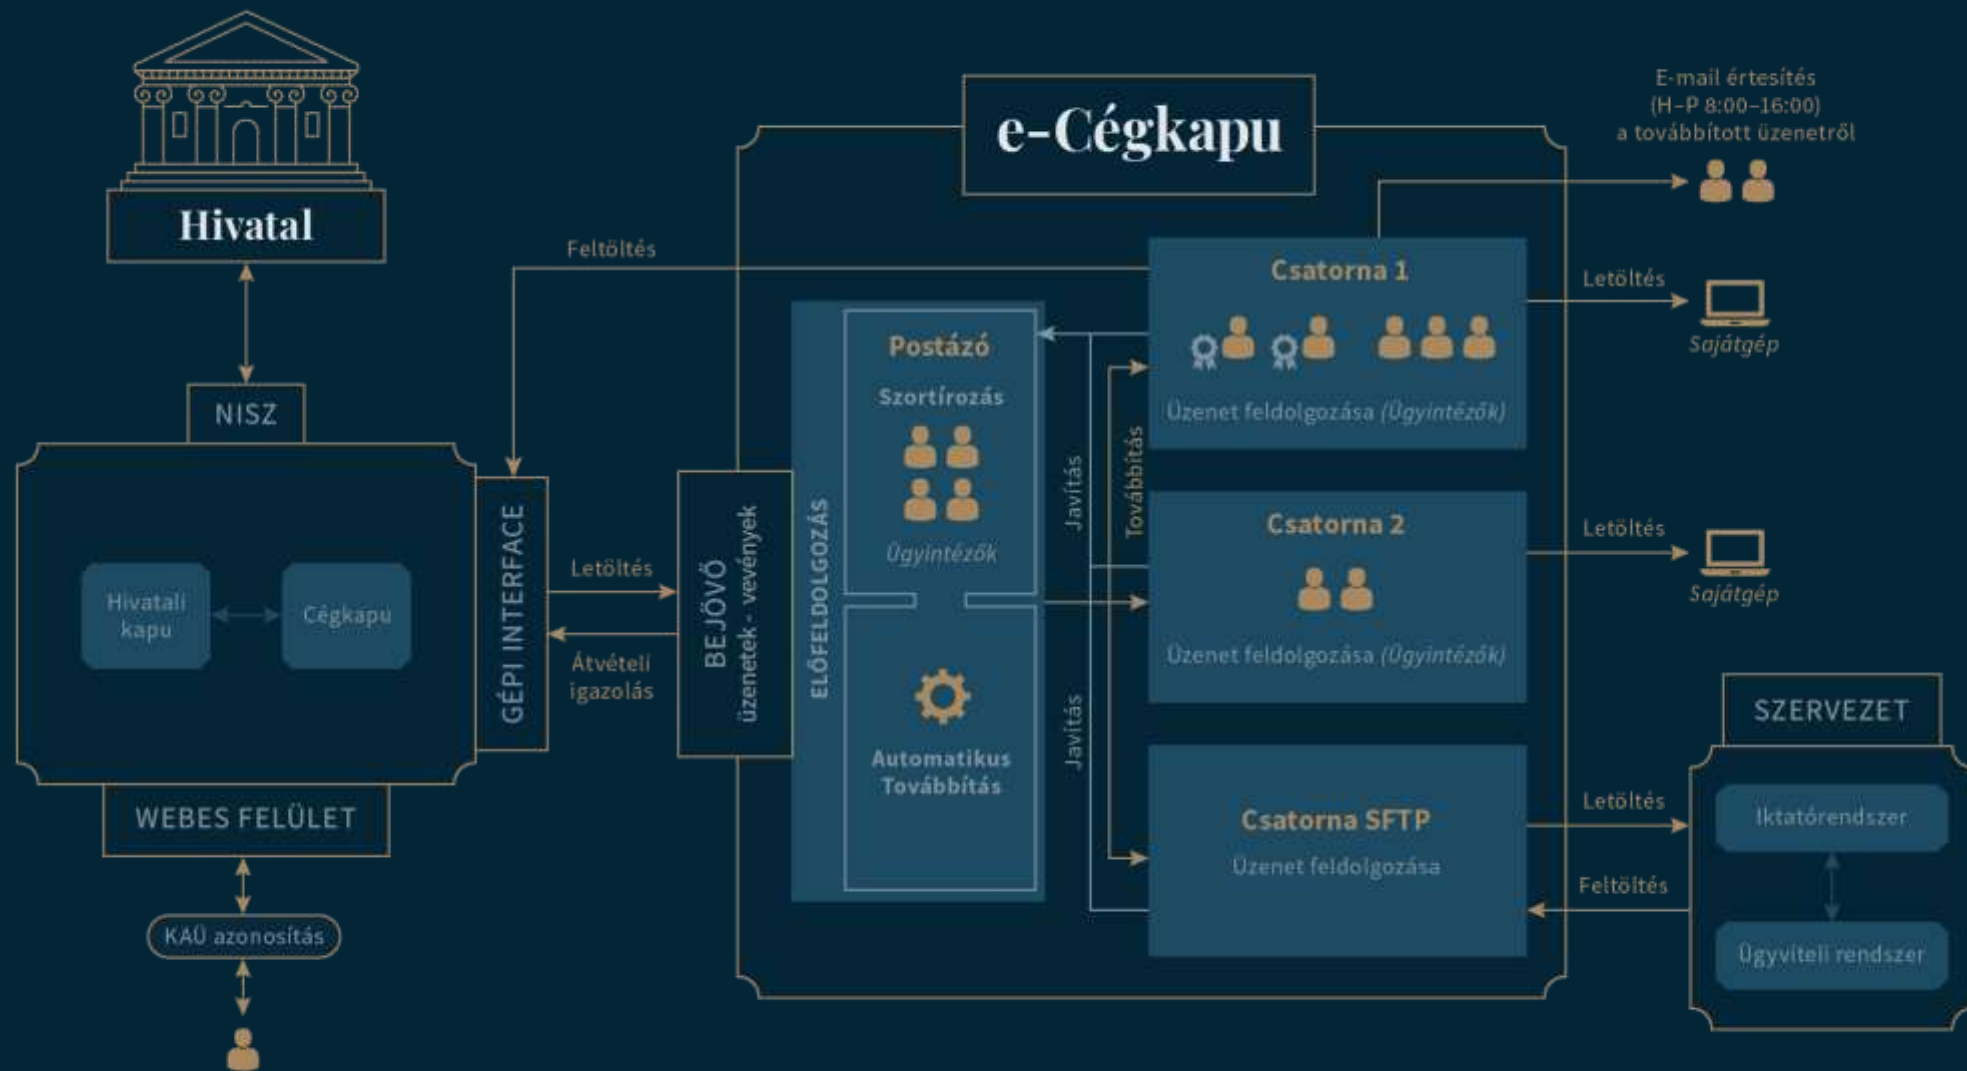 Hivatal
NISZ
Hivatali
kapu
Cégkapu
WEBES FELÜLET
KAÜ azonosítás
GÉPI INTERFACE
Feltöltés
Letöltés
Átvételi
igazolás
e-Cégkapu
BEJÖVŐ
üzenetek - vevények
ELŐFELDOLGOZÁS
Postázó
Szortírozás
Ügyintézők
Automatikus
Továbbítás
Javítás
Továbbítás
Javítás
Csatorna 1
Üzenet feldolgozása (Ügyintézők)
Csatorna 2
Üzenet feldolgozása (Ügyintézők)
Csatorna SFTP
Üzenet feldolgozása
E-mail értesítés
(H–P 8:00–16:00)
a továbbított üzenetről
Letöltés
Sajátgép
Letöltés
Sajátgép
Letöltés
Feltöltés
SZERVEZET
Iktatórendszer
Ügyviteli rendszer